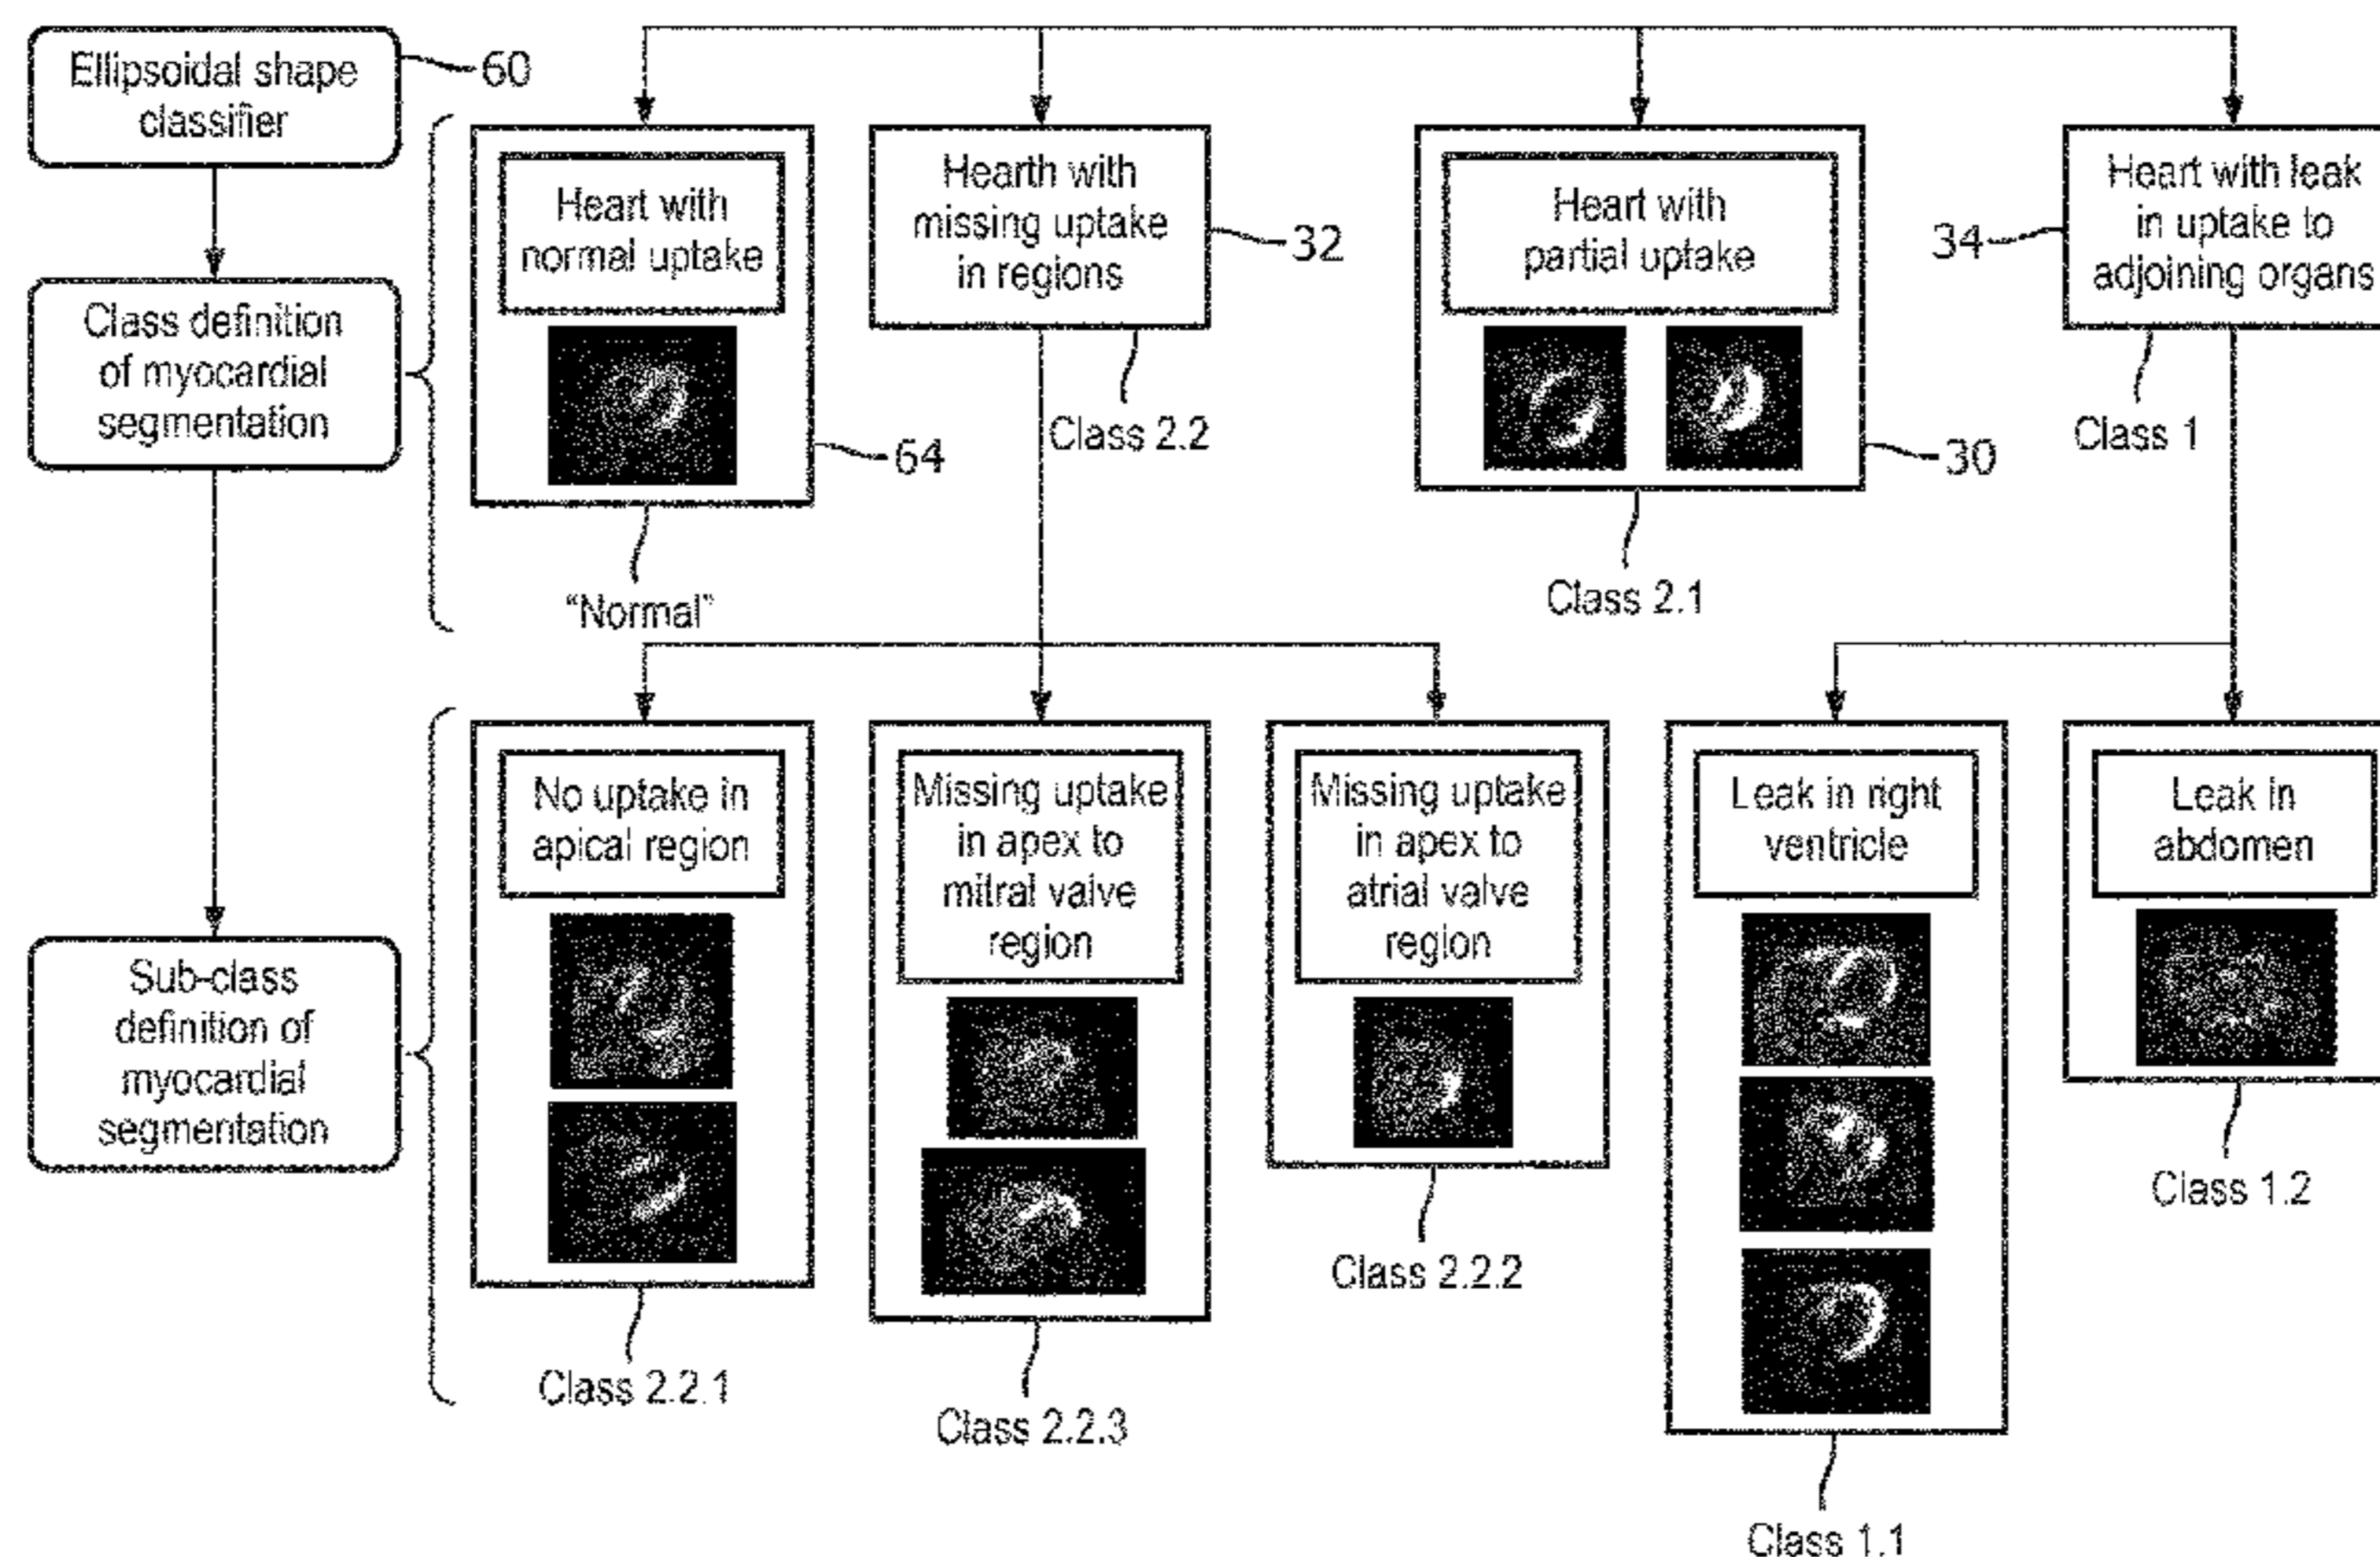 Ellipsoidal shape
classifier
60
Class definition
of myocardial
segmentation
Sub-class
definition of
myocardial
segmentation
Heart with
normal uptake
64
"Normal"
Hearth with
missing uptake
in regions
32
Class 2.2
Heart with
partial uptake
30
Class 2.1
Heart with leak
in uptake to
adjoining organs
34
Class 1
No uptake in
apical region
Class 2.2.1
Missing uptake
in apex to
mitral valve
region
Class 2.2.3
Missing uptake
in apex to
atrial valve
region
Class 2.2.2
Leak in right
ventricle
Class 1.1
Leak in
abdomen
Class 1.2